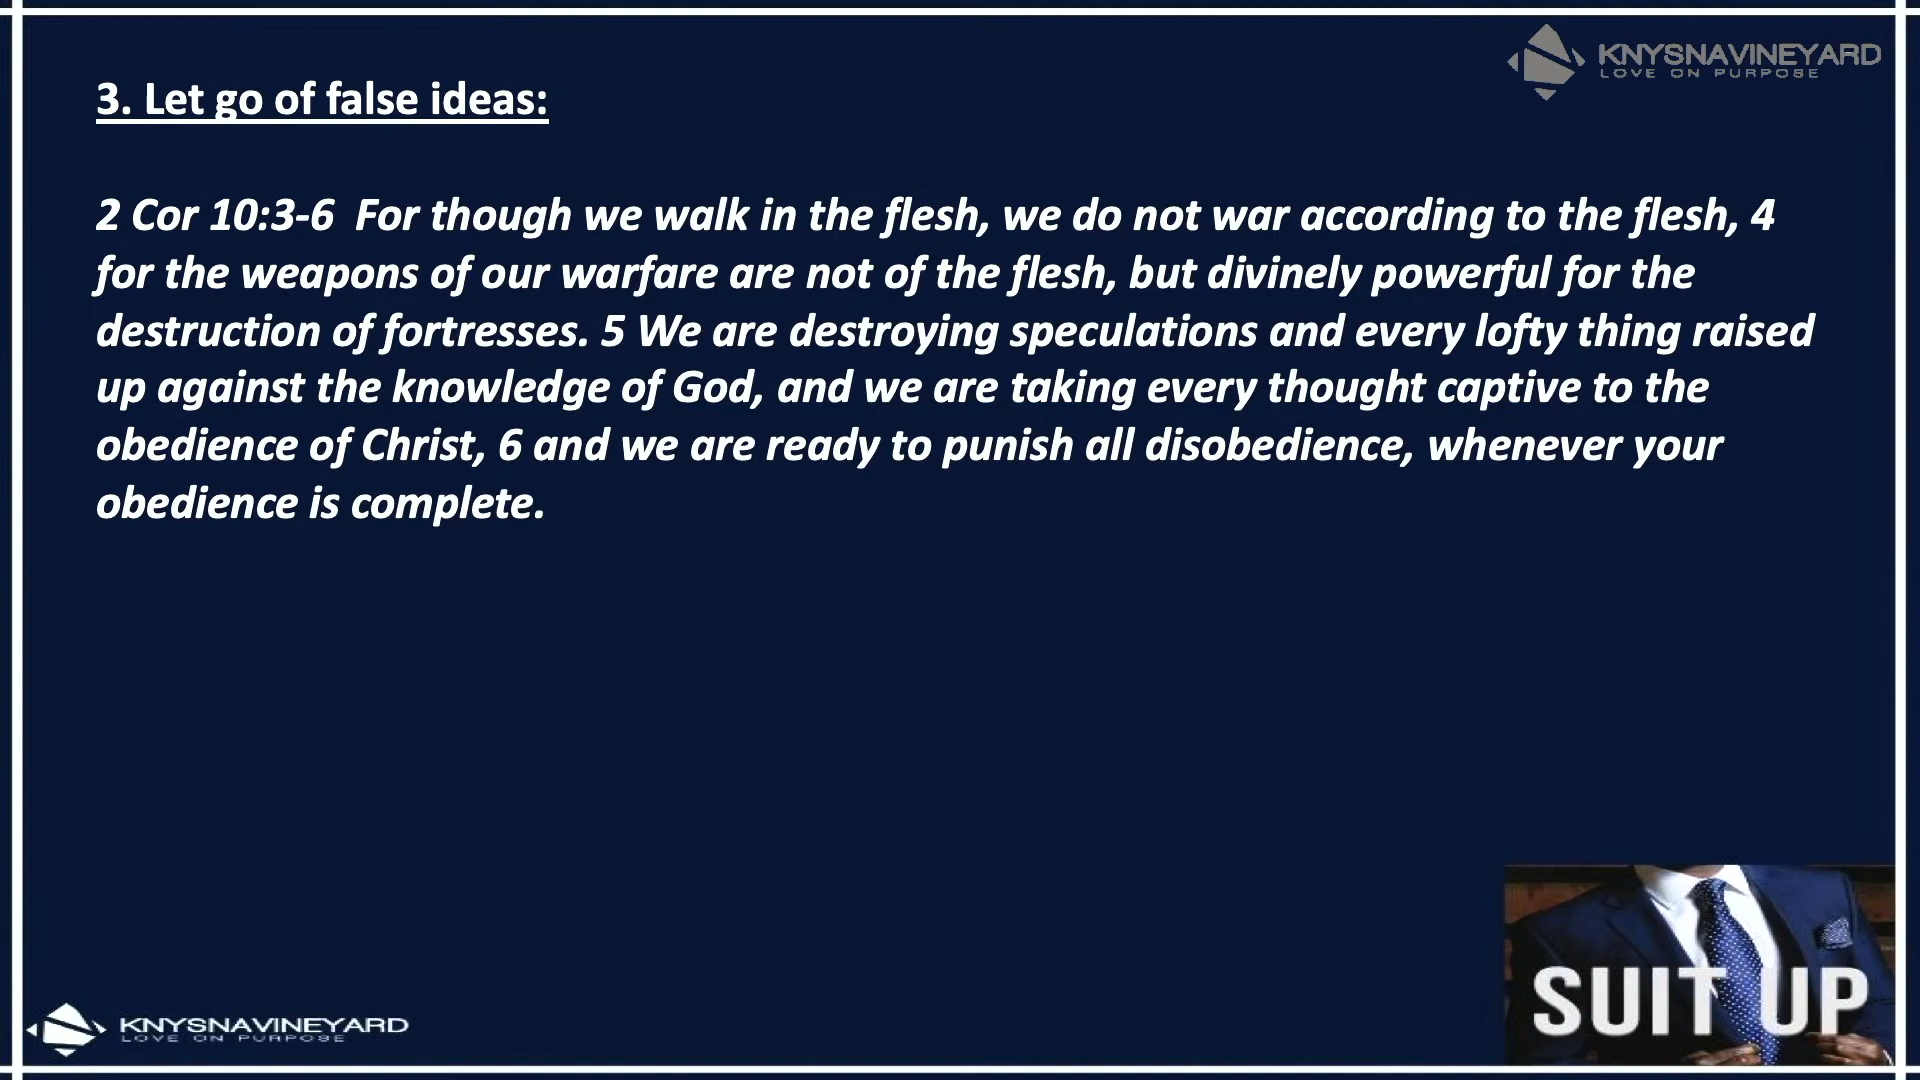 KNYSNAVINEYARD
LOVE ON PURPOSE
3. Let go of false ideas:
2 Cor 10:3-6  For though we walk in the flesh, we do not war according to the flesh, 4
for the weapons of our warfare are not of the flesh, but divinely powerful for the
destruction of fortresses. 5 We are destroying speculations and every lofty thing raised
up against the knowledge of God, and we are taking every thought captive to the
obedience of Christ, 6 and we are ready to punish all disobedience, whenever your
obedience is complete.
SUIT UP
KNYSNAVINEYARD
LOVE ON PURPOSE